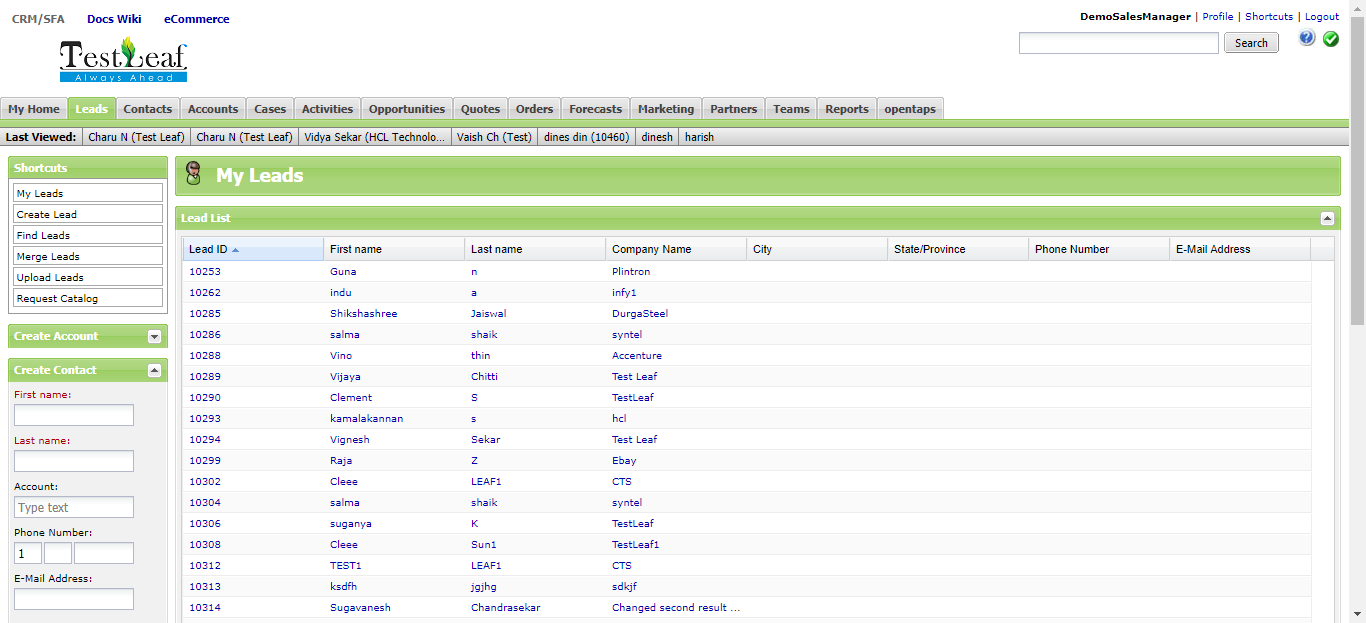 CRM/SFA Docs Wiki eCommerce
DemoSalesManager | Profile | Shortcuts | Logout
TestLeaf
Always Ahead
Search
My Home Leads Contacts Accounts Cases Activities Opportunities Quotes Orders Forecasts Marketing Partners Teams Reports opentaps
Last Viewed: Charu N (Test Leaf) Charu N (Test Leaf) Vidya Sekar (HCL Technolo... Vaish Ch (Test) dines din (10460) dinesh harish
Shortcuts
My Leads
Create Lead
Find Leads
Merge Leads
Upload Leads
Request Catalog
Create Account
Create Contact
First name:
Last name:
Account:
Type text
Phone Number:
1
E-Mail Address:
My Leads
Lead List
Lead ID First name Last name Company Name City State/Province Phone Number E-Mail Address
10253 Guna n Plintron
10262 indu a infy1
10285 Shikshashree Jaiswal DurgaSteel
10286 salma shaik syntel
10288 Vino thin Accenture
10289 Vijaya Chitti Test Leaf
10290 Clement S TestLeaf
10293 kamalakannan s hcl
10294 Vignesh Sekar Test Leaf
10299 Raja Z Ebay
10302 Cleee LEAF1 CTS
10304 salma shaik syntel
10306 suganya K TestLeaf
10308 Cleee Sun1 TestLeaf1
10312 TEST1 LEAF1 CTS
10313 ksdfh jgjhg sdkjf
10314 Sugavanesh Chandrasekar Changed second result ...